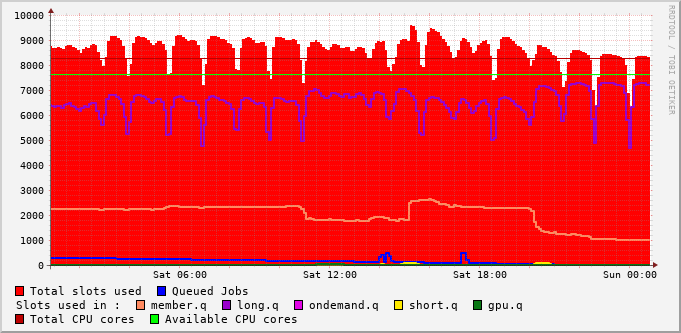 RRDTOOL / TOBI OETIKER
10000
9000
8000
7000
6000
5000
4000
3000
2000
1000
0
Sat 06:00 Sat 12:00 Sat 18:00 Sun 00:00
Total slots used Queued Jobs
Slots used in : member.q long.q ondemand.q short.q gpu.q
Total CPU cores Available CPU cores